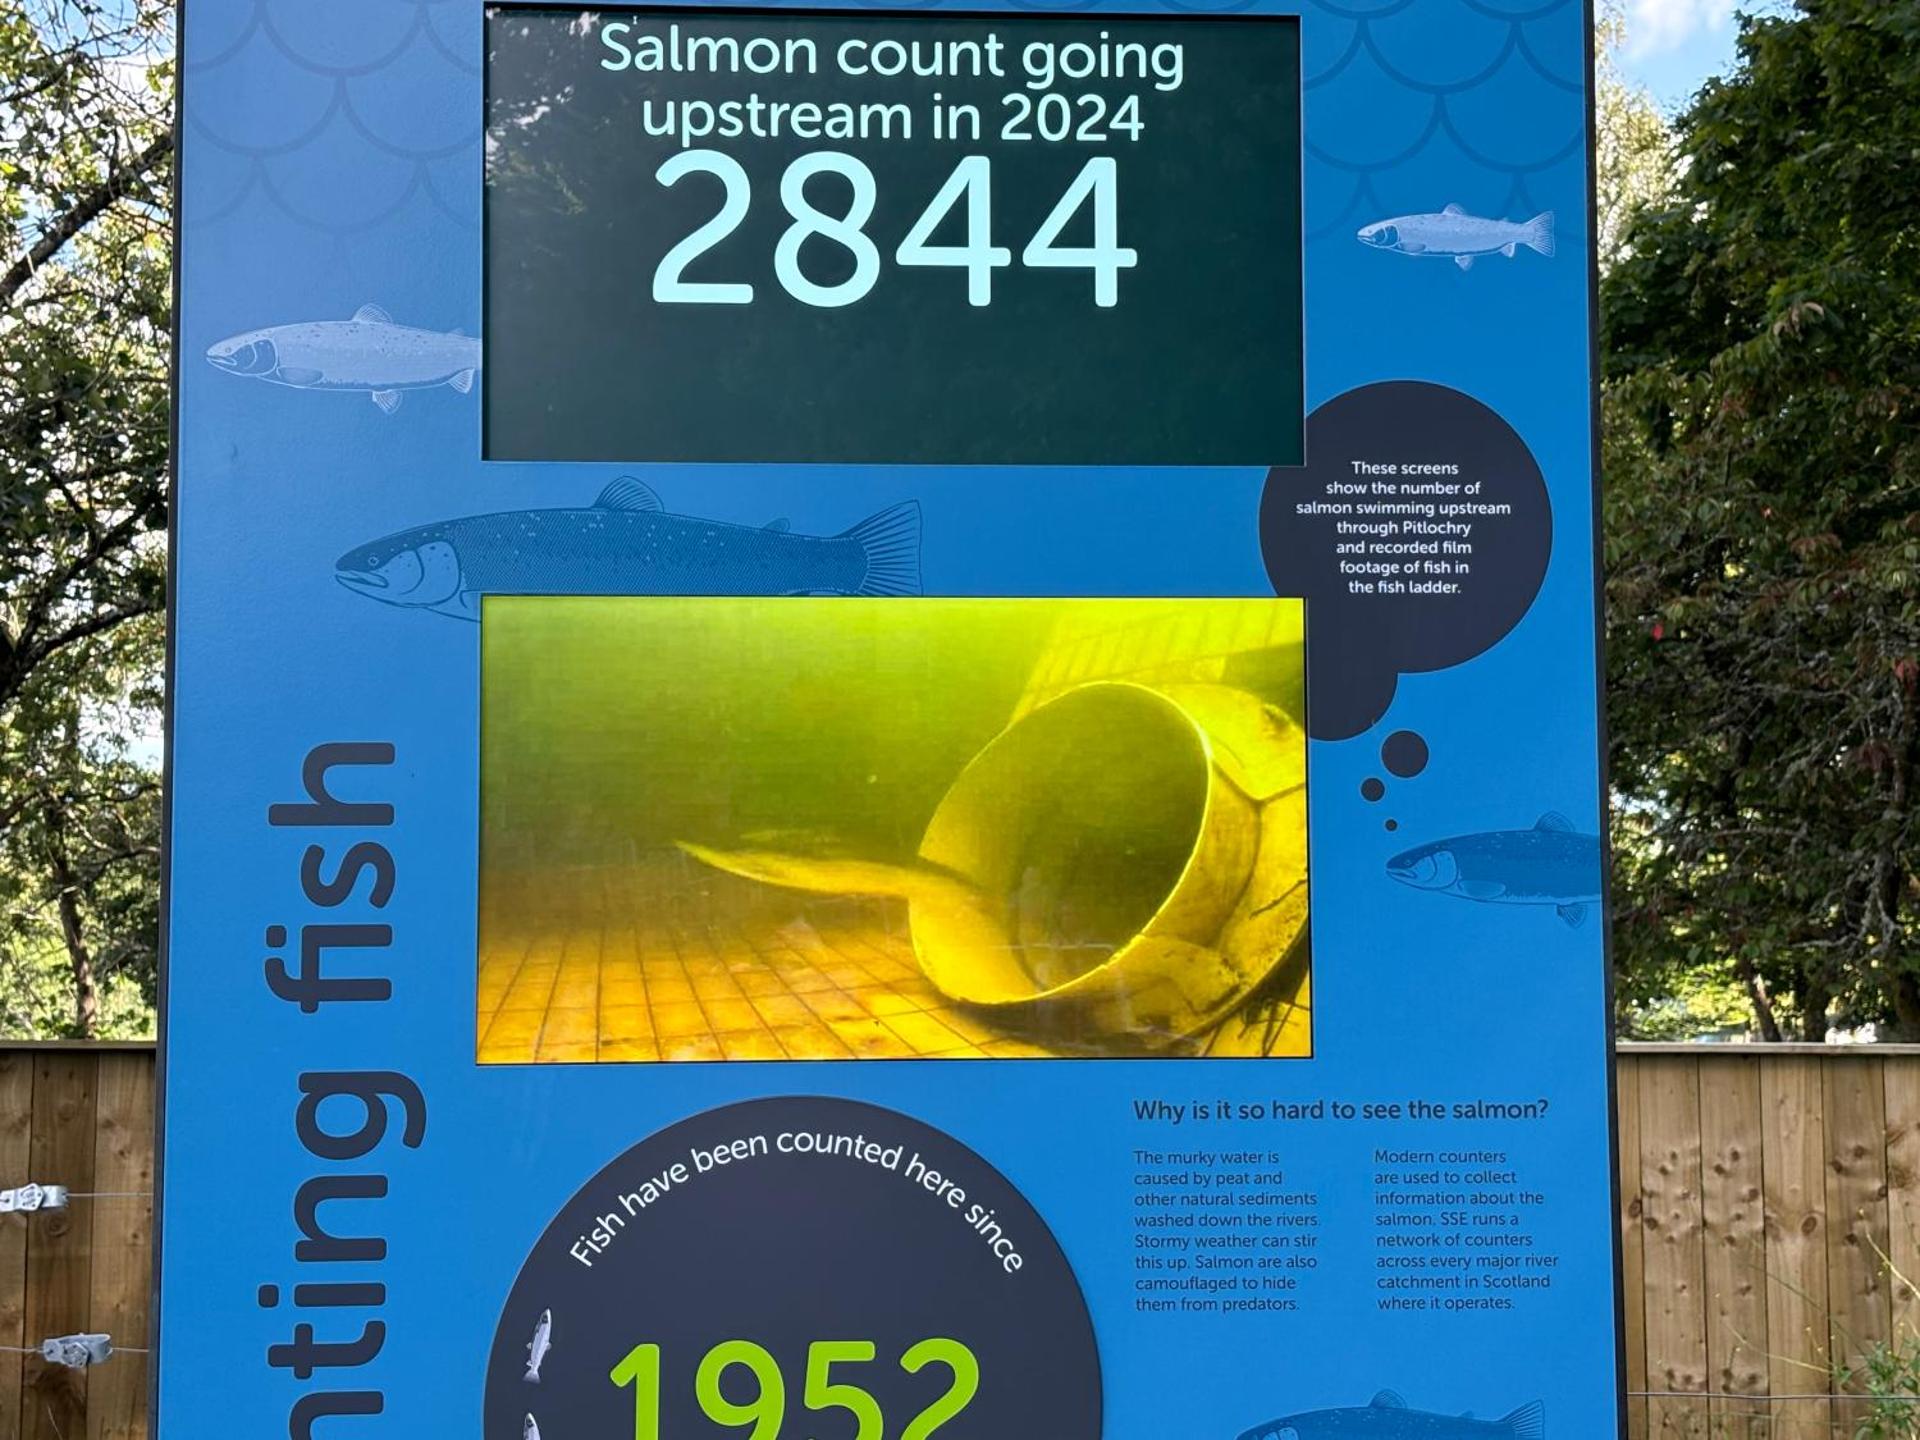 Salmon count going
upstream in 2024
2844
These screens
show the number of
salmon swimming upstream
through Pitlochry
and recorded film
footage of fish in
the fish ladder.
nting fish
Fish have been counted here since
1952
Why is it so hard to see the salmon?
The murky water is
caused by peat and
other natural sediments
washed down the rivers.
Stormy weather can stir
this up. Salmon are also
camouflaged to hide
them from predators.
Modern counters
are used to collect
information about the
salmon. SSE runs a
network of counters
across every major river
catchment in Scotland
where it operates.